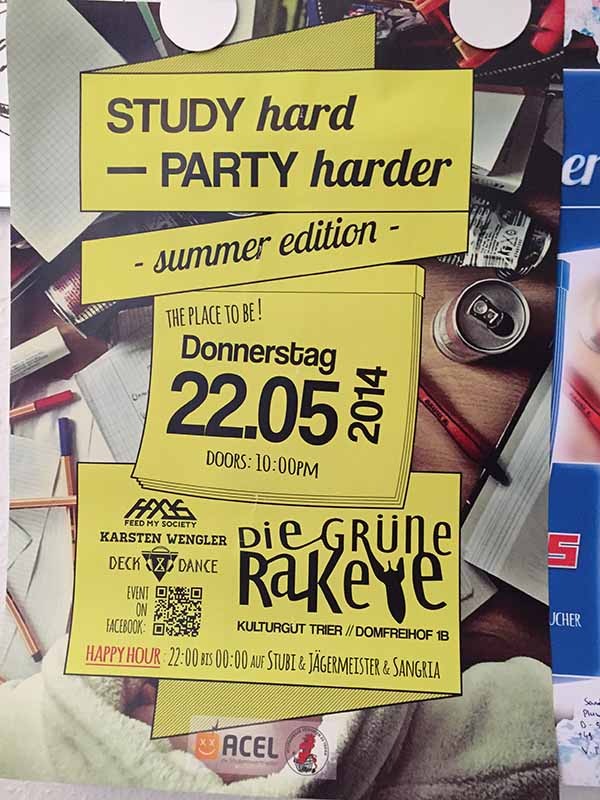 STUDY hard
— PARTY harder
- summer edition -
THE PLACE TO BE!
Donnerstag
22.05 2014
DOORS: 10:00PM
FEED MY SOCIETY
KARSTEN WENGLER
DECK X DANCE
EVENT
ON
FACEBOOK:
DiE GRÜNE
RaKeTe
KULTURGUT TRIER // DOMFREIHOF 1B
HAPPY HOUR: 22:00 BIS 00:00 AUF STUBI & JÄGERMEISTER & SANGRIA
ACEL
er
S
UCHER